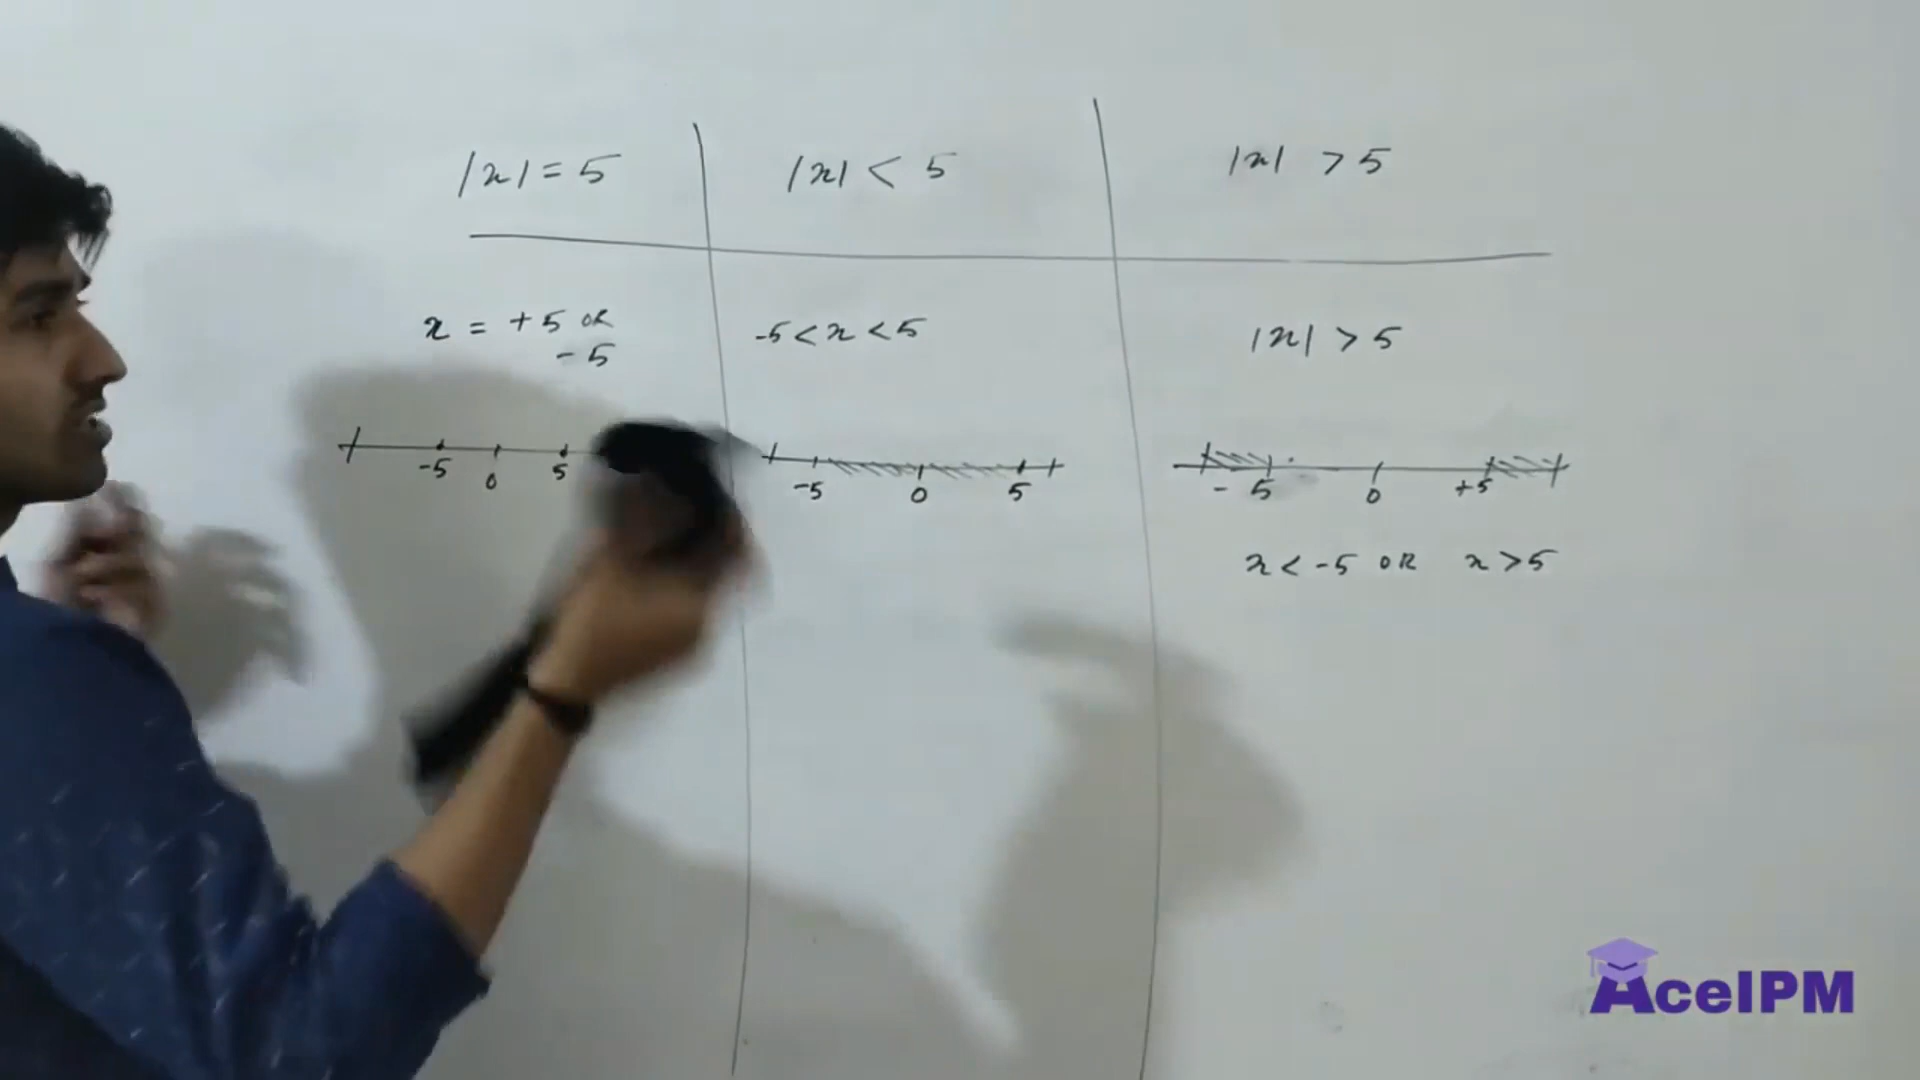 |x| = 5
x = +5 OR
-5
-5 0 5
|x| < 5
-5 < x < 5
-5 0 5
|x| > 5
|x| > 5
-5 0 +5
x < -5 OR x > 5
AceIPM